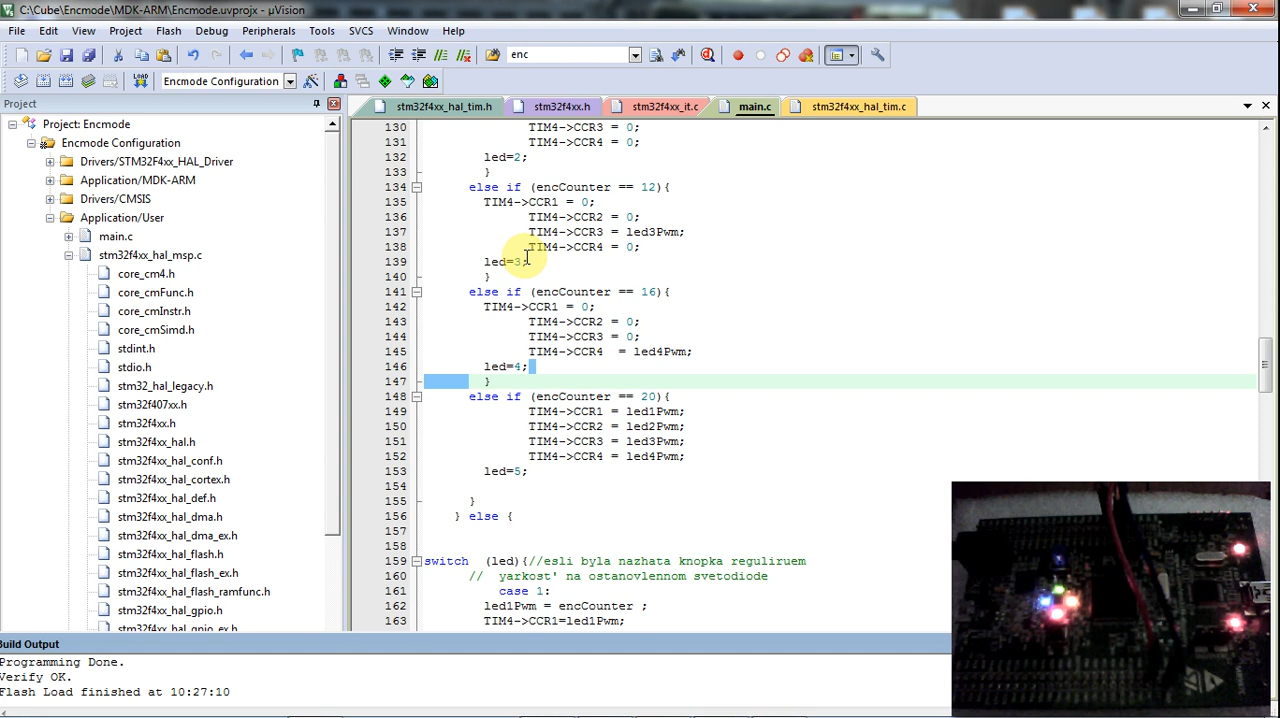 C:\Cube\Encmode\MDK-ARM\Encmode.uvprojx - µVision
File Edit View Project Flash Debug Peripherals Tools SVCS Window Help
enc
LOAD Encmode Configuration
Project
Project: Encmode
Encmode Configuration
Drivers/STM32F4xx_HAL_Driver
Application/MDK-ARM
Drivers/CMSIS
Application/User
main.c
stm32f4xx_hal_msp.c
core_cm4.h
core_cmFunc.h
core_cmInstr.h
core_cmSimd.h
stdint.h
stdio.h
stm32_hal_legacy.h
stm32f407xx.h
stm32f4xx.h
stm32f4xx_hal.h
stm32f4xx_hal_conf.h
stm32f4xx_hal_cortex.h
stm32f4xx_hal_def.h
stm32f4xx_hal_dma.h
stm32f4xx_hal_dma_ex.h
stm32f4xx_hal_flash.h
stm32f4xx_hal_flash_ex.h
stm32f4xx_hal_flash_ramfunc.h
stm32f4xx_hal_gpio.h
stm32f4xx_hal_gpio_ex.h
stm32f4xx_hal_tim.h stm32f4xx.h stm32f4xx_it.c main.c stm32f4xx_hal_tim.c
130 TIM4->CCR3 = 0;
131 TIM4->CCR4 = 0;
132 led=2;
133 }
134 else if (encCounter == 12){
135 TIM4->CCR1 = 0;
136 TIM4->CCR2 = 0;
137 TIM4->CCR3 = led3Pwm;
138 TIM4->CCR4 = 0;
139 led=3;
140 }
141 else if (encCounter == 16){
142 TIM4->CCR1 = 0;
143 TIM4->CCR2 = 0;
144 TIM4->CCR3 = 0;
145 TIM4->CCR4  = led4Pwm;
146 led=4;
147 }
148 else if (encCounter == 20){
149 TIM4->CCR1 = led1Pwm;
150 TIM4->CCR2 = led2Pwm;
151 TIM4->CCR3 = led3Pwm;
152 TIM4->CCR4 = led4Pwm;
153 led=5;
154
155 }
156 } else {
157
158
159 switch  (led){//esli byla nazhata knopka reguliruem
160 //  yarkost' na ostanovlennom svetodiode
161 case 1:
162 led1Pwm = encCounter ;
163 TIM4->CCR1=led1Pwm;
Build Output
Programming Done.
Verify OK.
Flash Load finished at 10:27:10